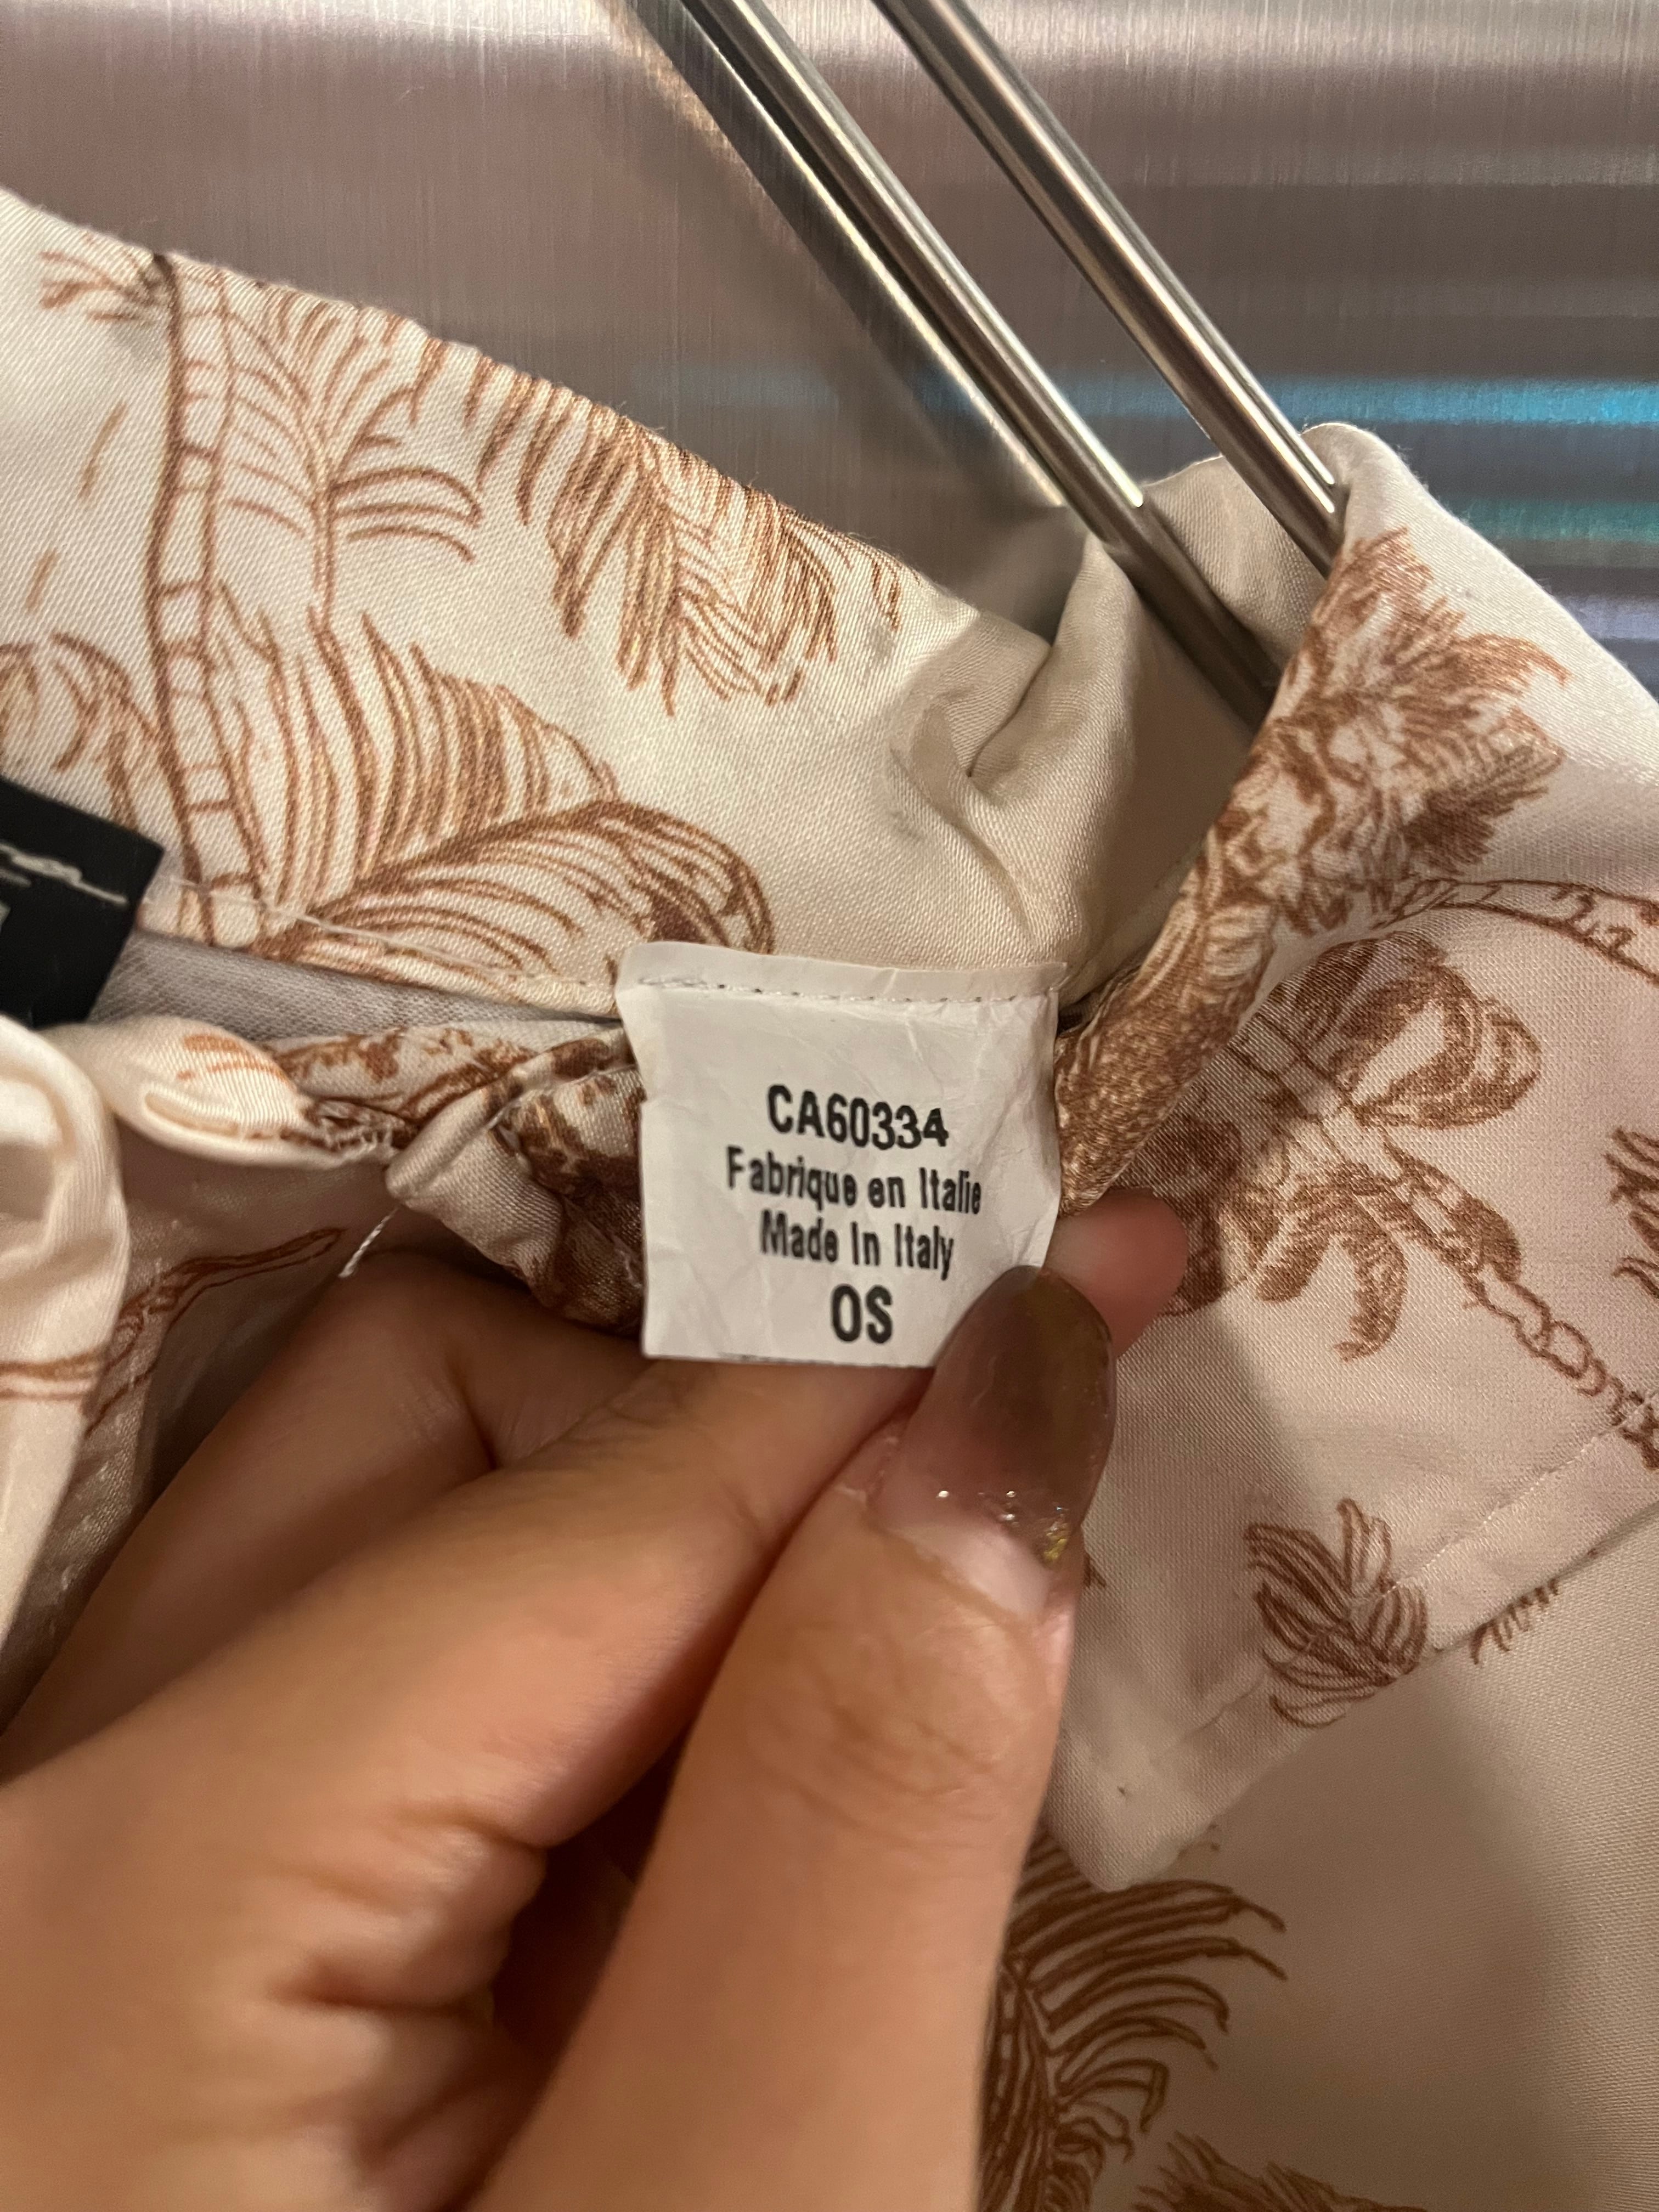 CA60334
Fabrique en Italie
Made In Italy
OS